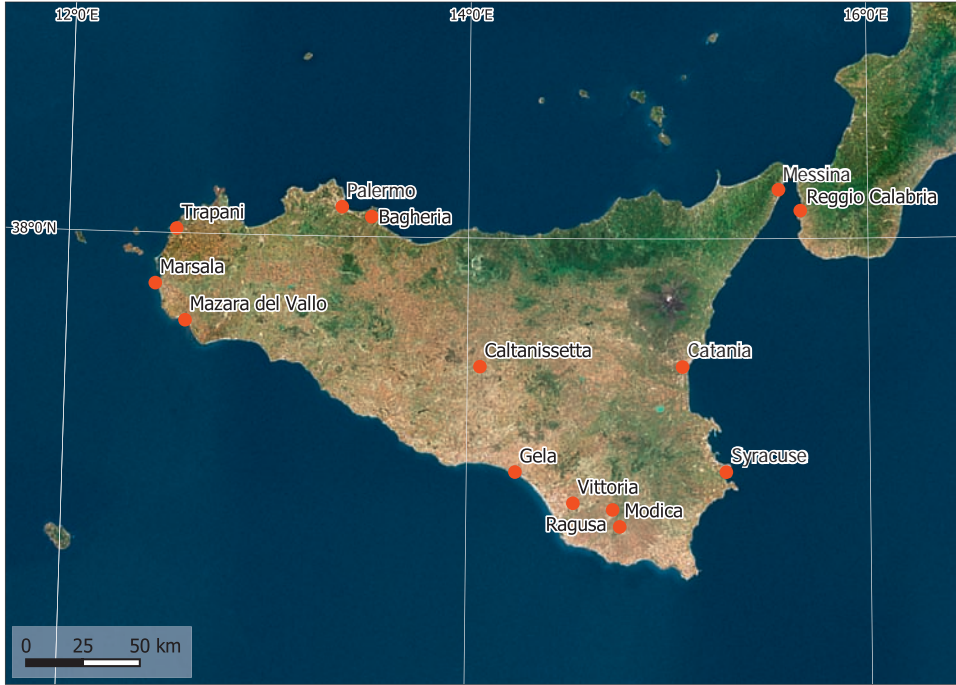 12°0'E
14°0'E
16°0'E
Messina
Palermo
Reggio Calabria
Trapani
Bagheria
38°0'N
Marsala
Mazara del Vallo
Caltanissetta
Catania
Gela
Syracuse
Vittoria
Modica
Ragusa
0 25 50 km